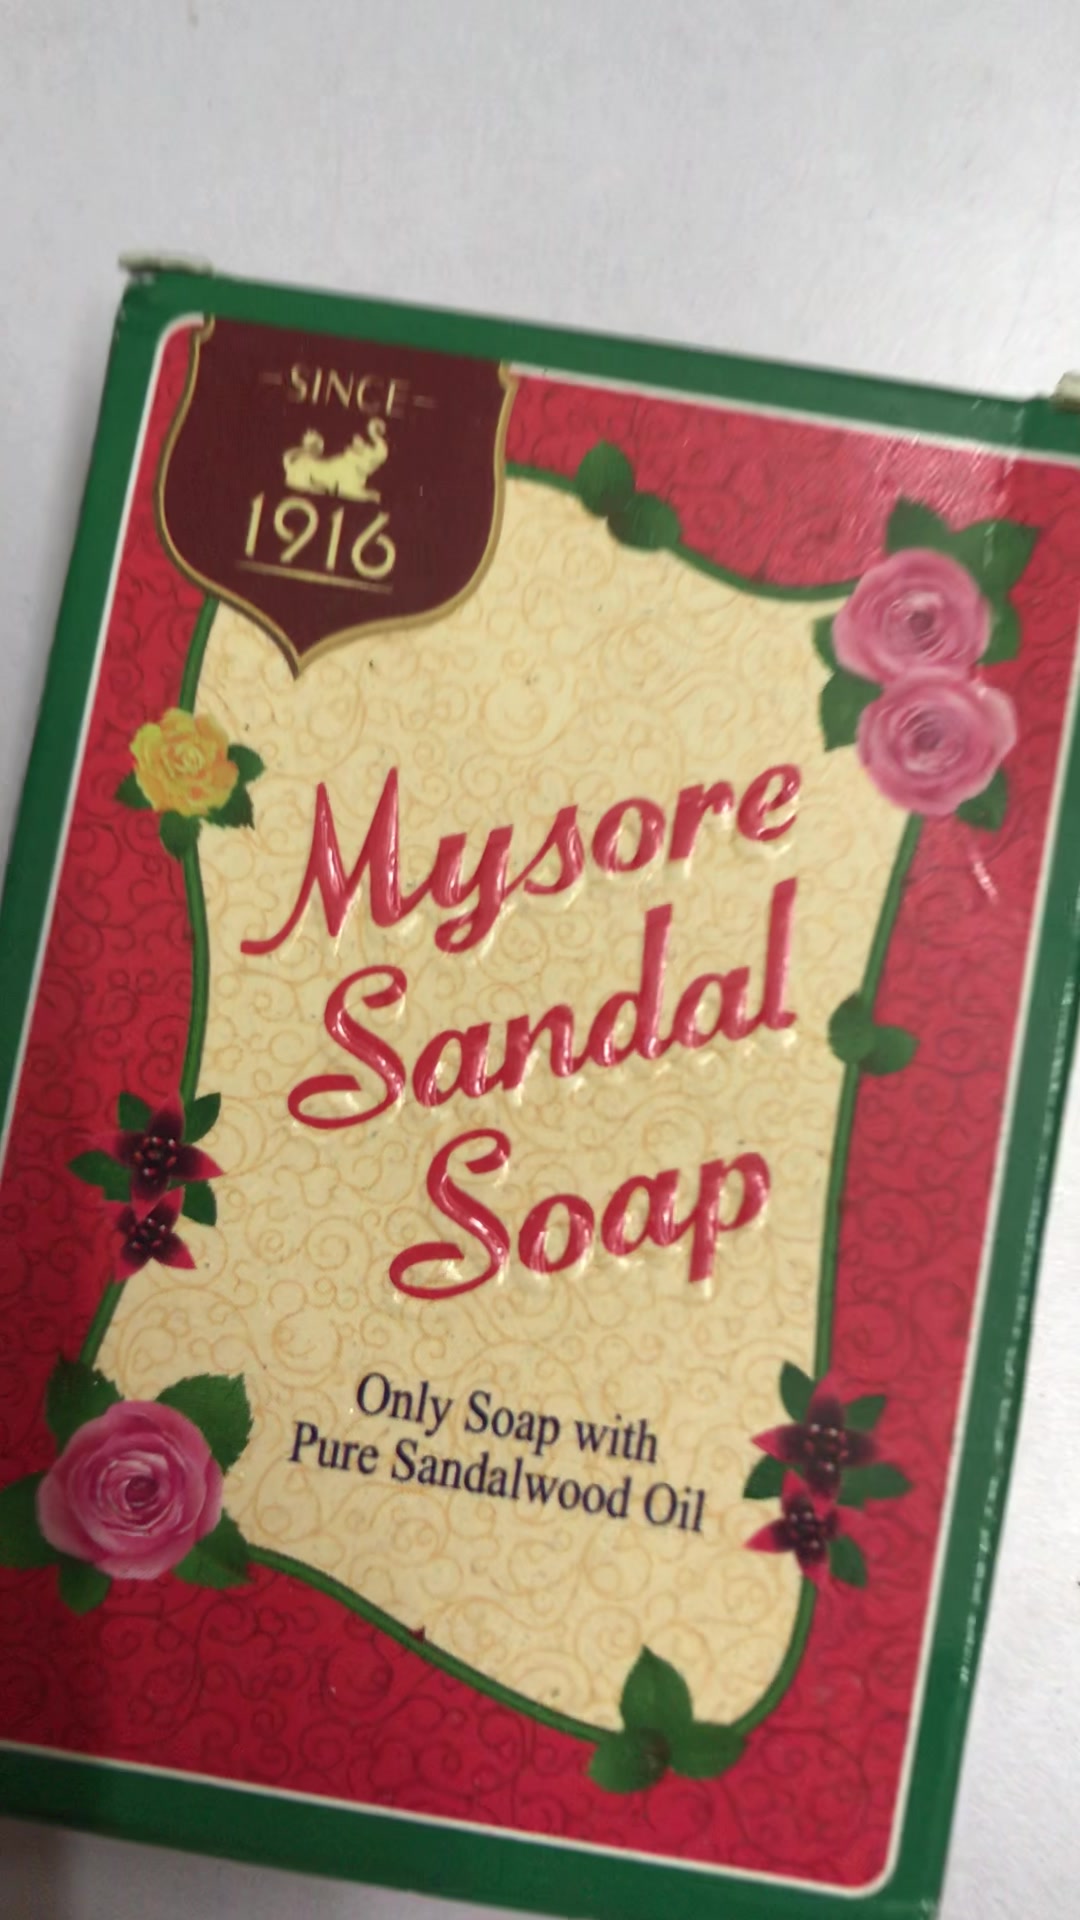 -SINCE-
1916
Mysore
Sandal
Soap
Only Soap with
Pure Sandalwood Oil